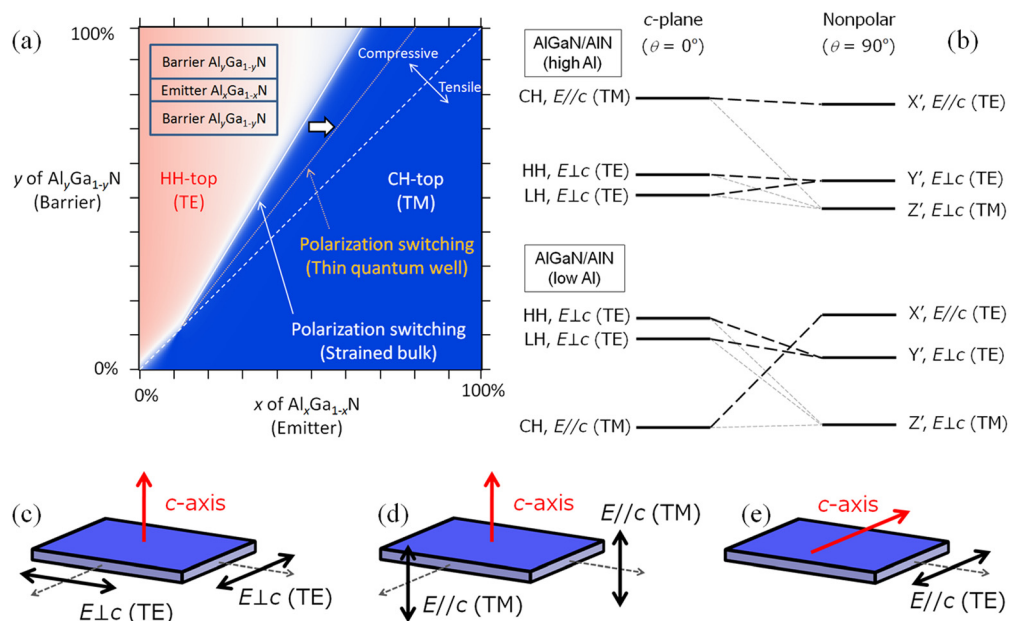 (a)
100%
Barrier AlyGa1-yN
Emitter AlxGa1-xN
Barrier AlyGa1-yN
Compressive
Tensile
y of AlyGa1-yN
(Barrier)
HH-top
(TE)
CH-top
(TM)
Polarization switching
(Thin quantum well)
Polarization switching
(Strained bulk)
0%
0%
100%
x of AlxGa1-xN
(Emitter)
(b)
AlGaN/AlN
(high Al)
c-plane
(θ = 0°)
Nonpolar
(θ = 90°)
CH, E//c (TM)
X’, E//c (TE)
HH, E⊥c (TE)
LH, E⊥c (TE)
Y’, E⊥c (TE)
Z’, E⊥c (TM)
AlGaN/AlN
(low Al)
HH, E⊥c (TE)
LH, E⊥c (TE)
X’, E//c (TE)
Y’, E⊥c (TE)
CH, E//c (TM)
Z’, E⊥c (TM)
(c)
c-axis
E⊥c (TE)
E⊥c (TE)
(d)
c-axis
E//c (TM)
E//c (TM)
(e)
c-axis
E//c (TE)